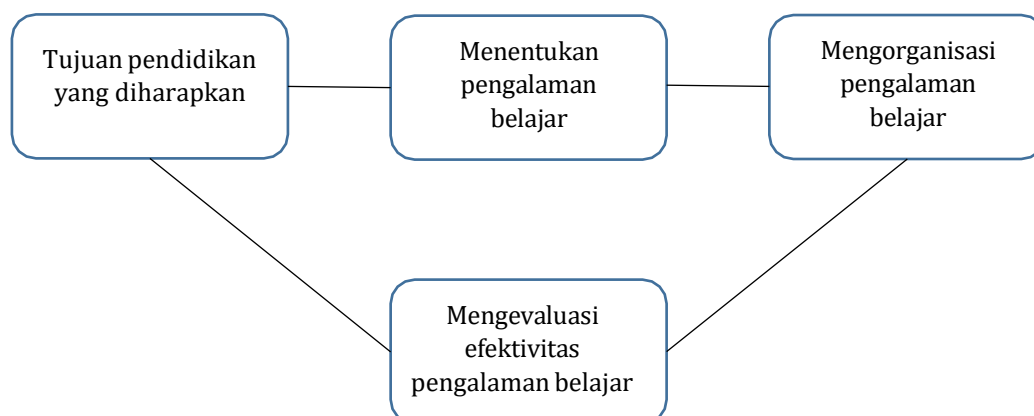 Tujuan pendidikan
yang diharapkan
Menentukan
pengalaman
belajar
Mengorganisasi
pengalaman
belajar
Mengevaluasi
efektivitas
pengalaman belajar